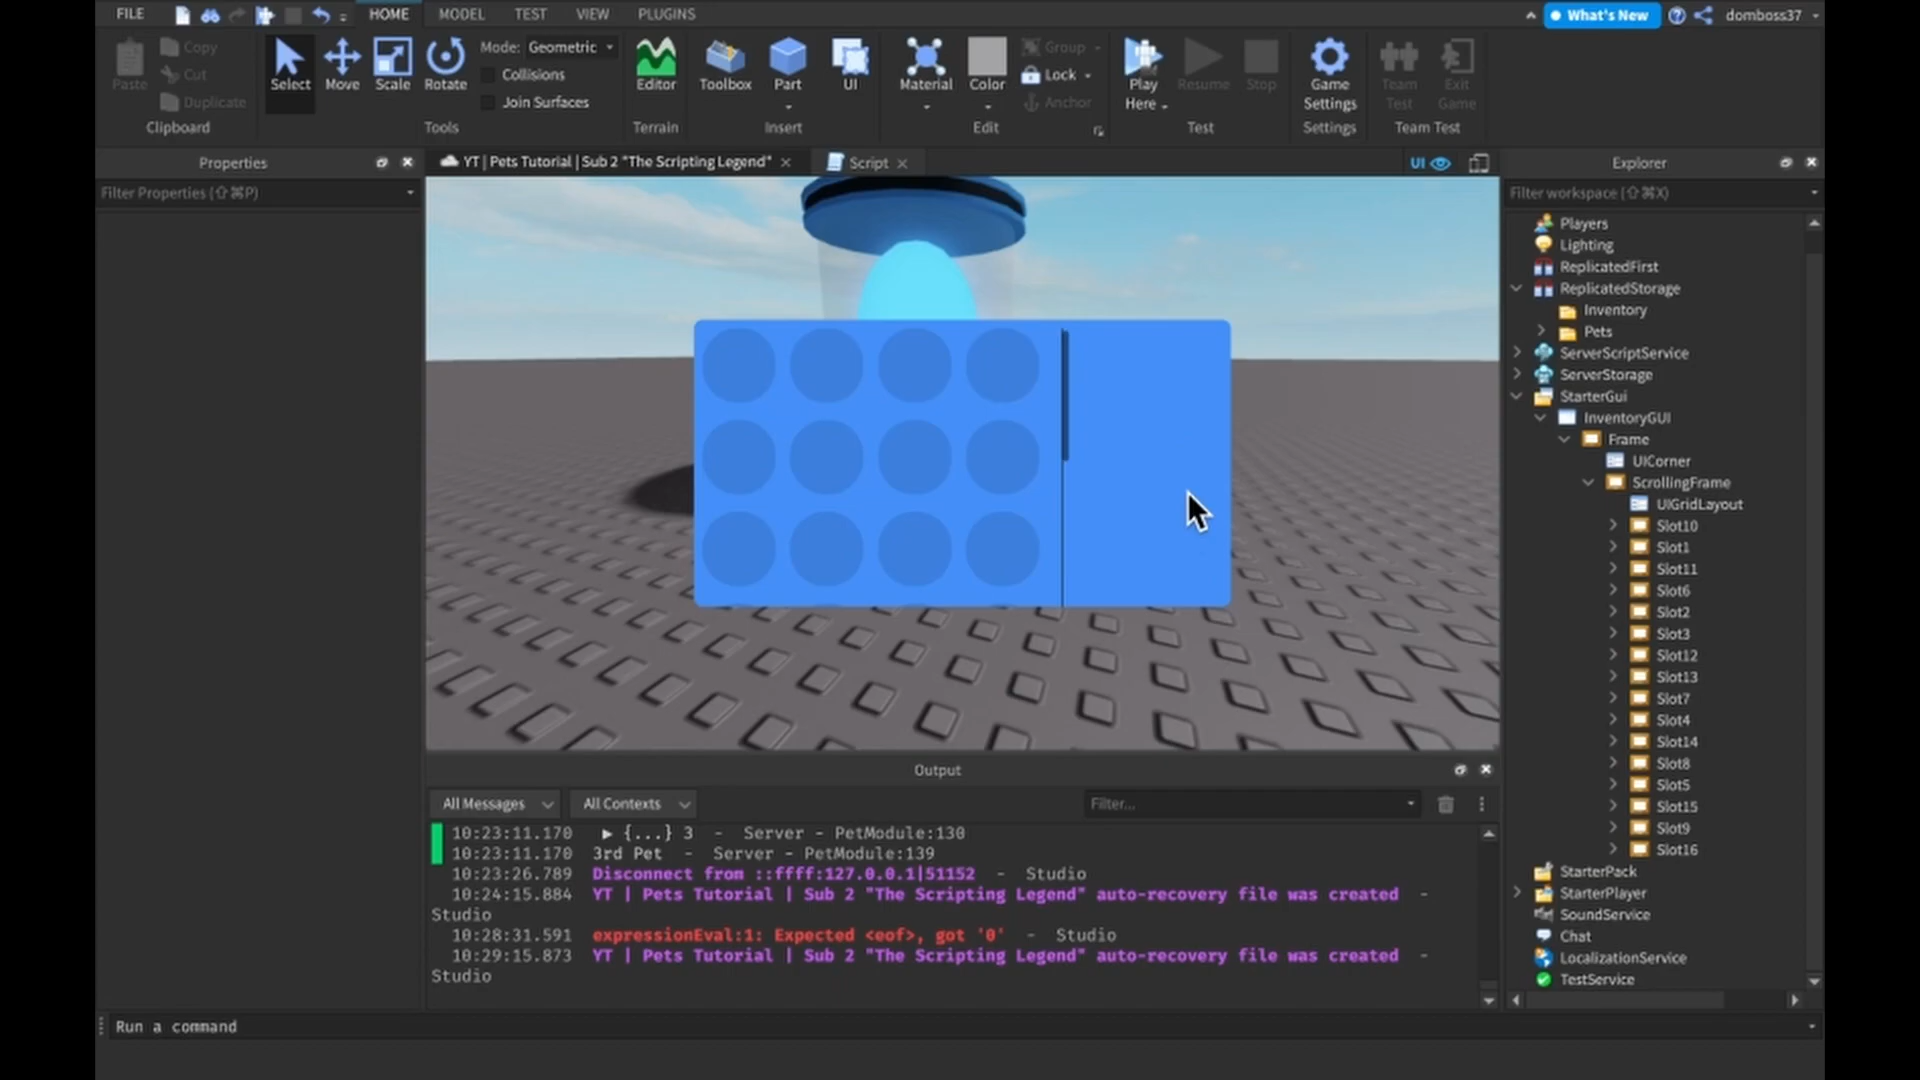 FILE HOME MODEL TEST VIEW PLUGINS What's New domboss37
Paste Copy Cut Duplicate Clipboard
Select Move Scale Rotate Mode: Geometric Collisions Join Surfaces Tools
Editor Terrain
Toolbox Part UI Insert
Material Color Group Lock Anchor Edit
Play Here Resume Stop Test
Game Settings Settings
Team Test Exit Game Team Test
Properties
Filter Properties (⇧⌘P)
YT | Pets Tutorial | Sub 2 "The Scripting Legend" Script UI
Explorer
Filter workspace (⇧⌘X)
Players
Lighting
ReplicatedFirst
ReplicatedStorage
Inventory
Pets
ServerScriptService
ServerStorage
StarterGui
InventoryGUI
Frame
UICorner
ScrollingFrame
UIGridLayout
Slot10
Slot1
Slot11
Slot6
Slot2
Slot3
Slot12
Slot13
Slot7
Slot4
Slot14
Slot8
Slot5
Slot15
Slot9
Slot16
StarterPack
StarterPlayer
SoundService
Chat
LocalizationService
TestService
Output
All Messages All Contexts Filter...
10:23:11.170 ▶ {...} 3 - Server - PetModule:130
10:23:11.170 3rd Pet - Server - PetModule:139
10:23:26.789 Disconnect from ::ffff:127.0.0.1|51152 - Studio
10:24:15.884 YT | Pets Tutorial | Sub 2 "The Scripting Legend" auto-recovery file was created -
Studio
10:28:31.591 expressionEval:1: Expected <eof>, got '0' - Studio
10:29:15.873 YT | Pets Tutorial | Sub 2 "The Scripting Legend" auto-recovery file was created -
Studio
Run a command